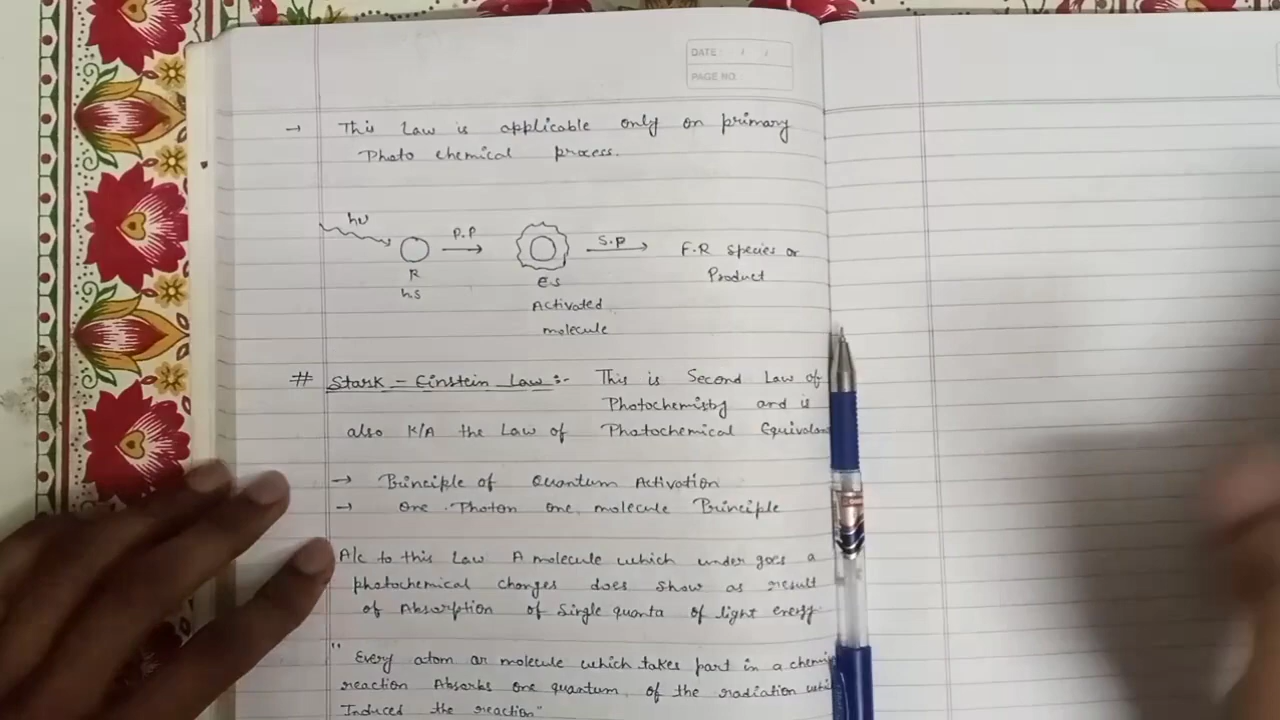 DATE: / /
PAGE NO.:
→ This Law is applicable only on primary
Photo chemical process.
hν
P.P
S.P
F.R Species or
Product
R
hs
E.S
Activated
molecule
# Stark - Einstein Law :- This is Second Law of
Photochemistry and is
also K/A the Law of Photochemical
→ Principle of Quantum Activation
→ One Photon one molecule Principle
A/c to this Law A molecule which under goes a
photochemical changes does show as result
of Absorption of Single quanta of light energy
" Every atom or molecule which takes part in a
reaction Absorbs one quantum of the radiation
Induced the reaction"